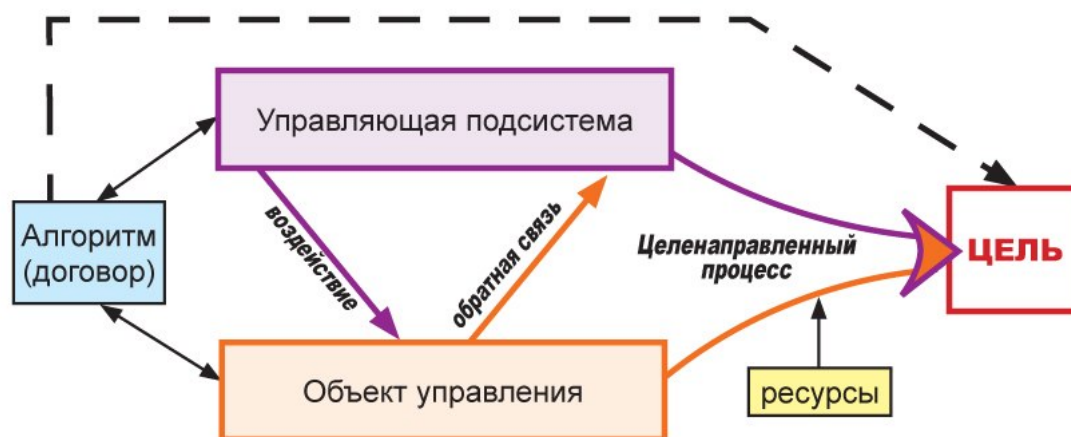 Управляющая подсистема
Алгоритм
(договор)
воздействие
обратная связь
Целенаправленный
процесс
ЦЕЛЬ
Объект управления
ресурсы